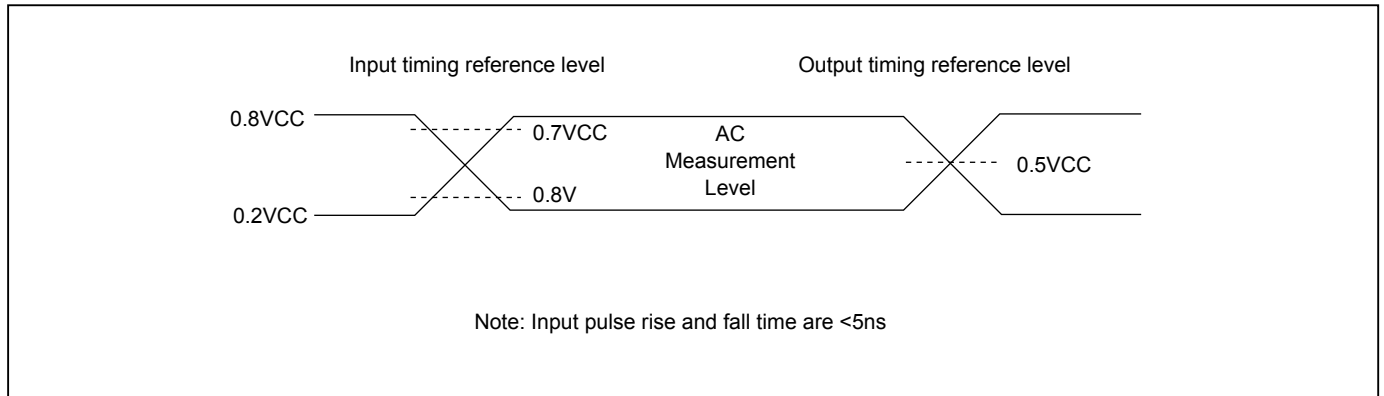 Input timing reference level
Output timing reference level
0.8VCC
0.7VCC
AC
Measurement
Level
0.5VCC
0.8V
0.2VCC
Note: Input pulse rise and fall time are <5ns